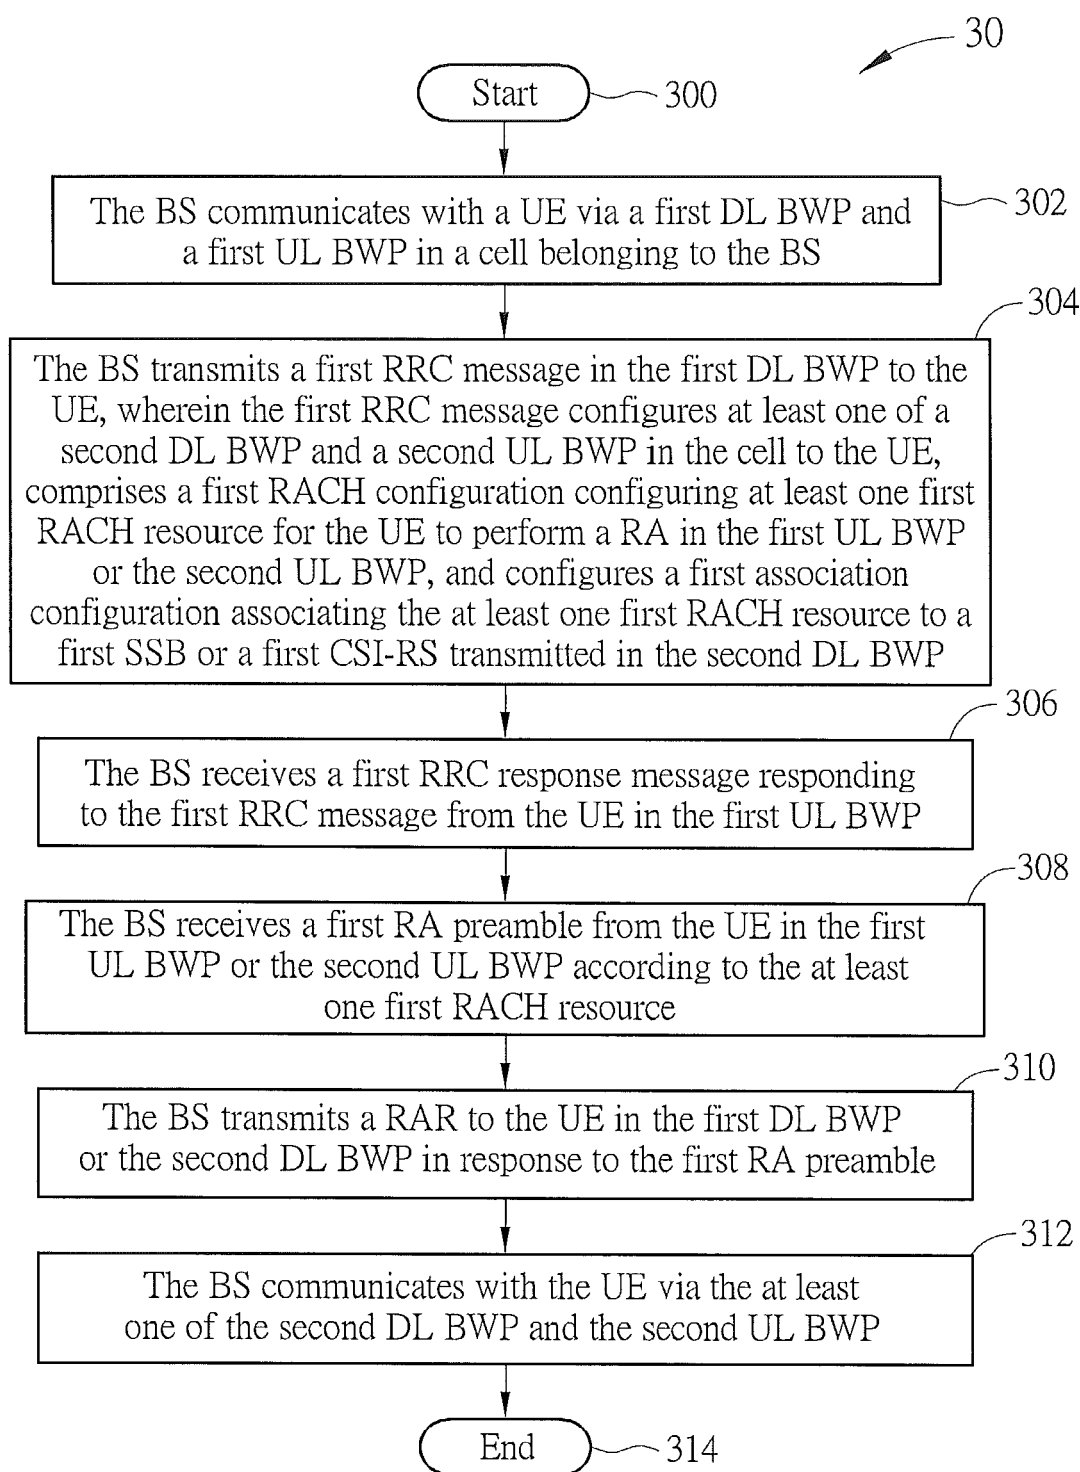 30
Start
300
The BS communicates with a UE via a first DL BWP and
a first UL BWP in a cell belonging to the BS
302
304
The BS transmits a first RRC message in the first DL BWP to the
UE, wherein the first RRC message configures at least one of a
second DL BWP and a second UL BWP in the cell to the UE,
comprises a first RACH configuration configuring at least one first
RACH resource for the UE to perform a RA in the first UL BWP
or the second UL BWP, and configures a first association
configuration associating the at least one first RACH resource to a
first SSB or a first CSI-RS transmitted in the second DL BWP
306
The BS receives a first RRC response message responding
to the first RRC message from the UE in the first UL BWP
308
The BS receives a first RA preamble from the UE in the first
UL BWP or the second UL BWP according to the at least
one first RACH resource
310
The BS transmits a RAR to the UE in the first DL BWP
or the second DL BWP in response to the first RA preamble
312
The BS communicates with the UE via the at least
one of the second DL BWP and the second UL BWP
End
314